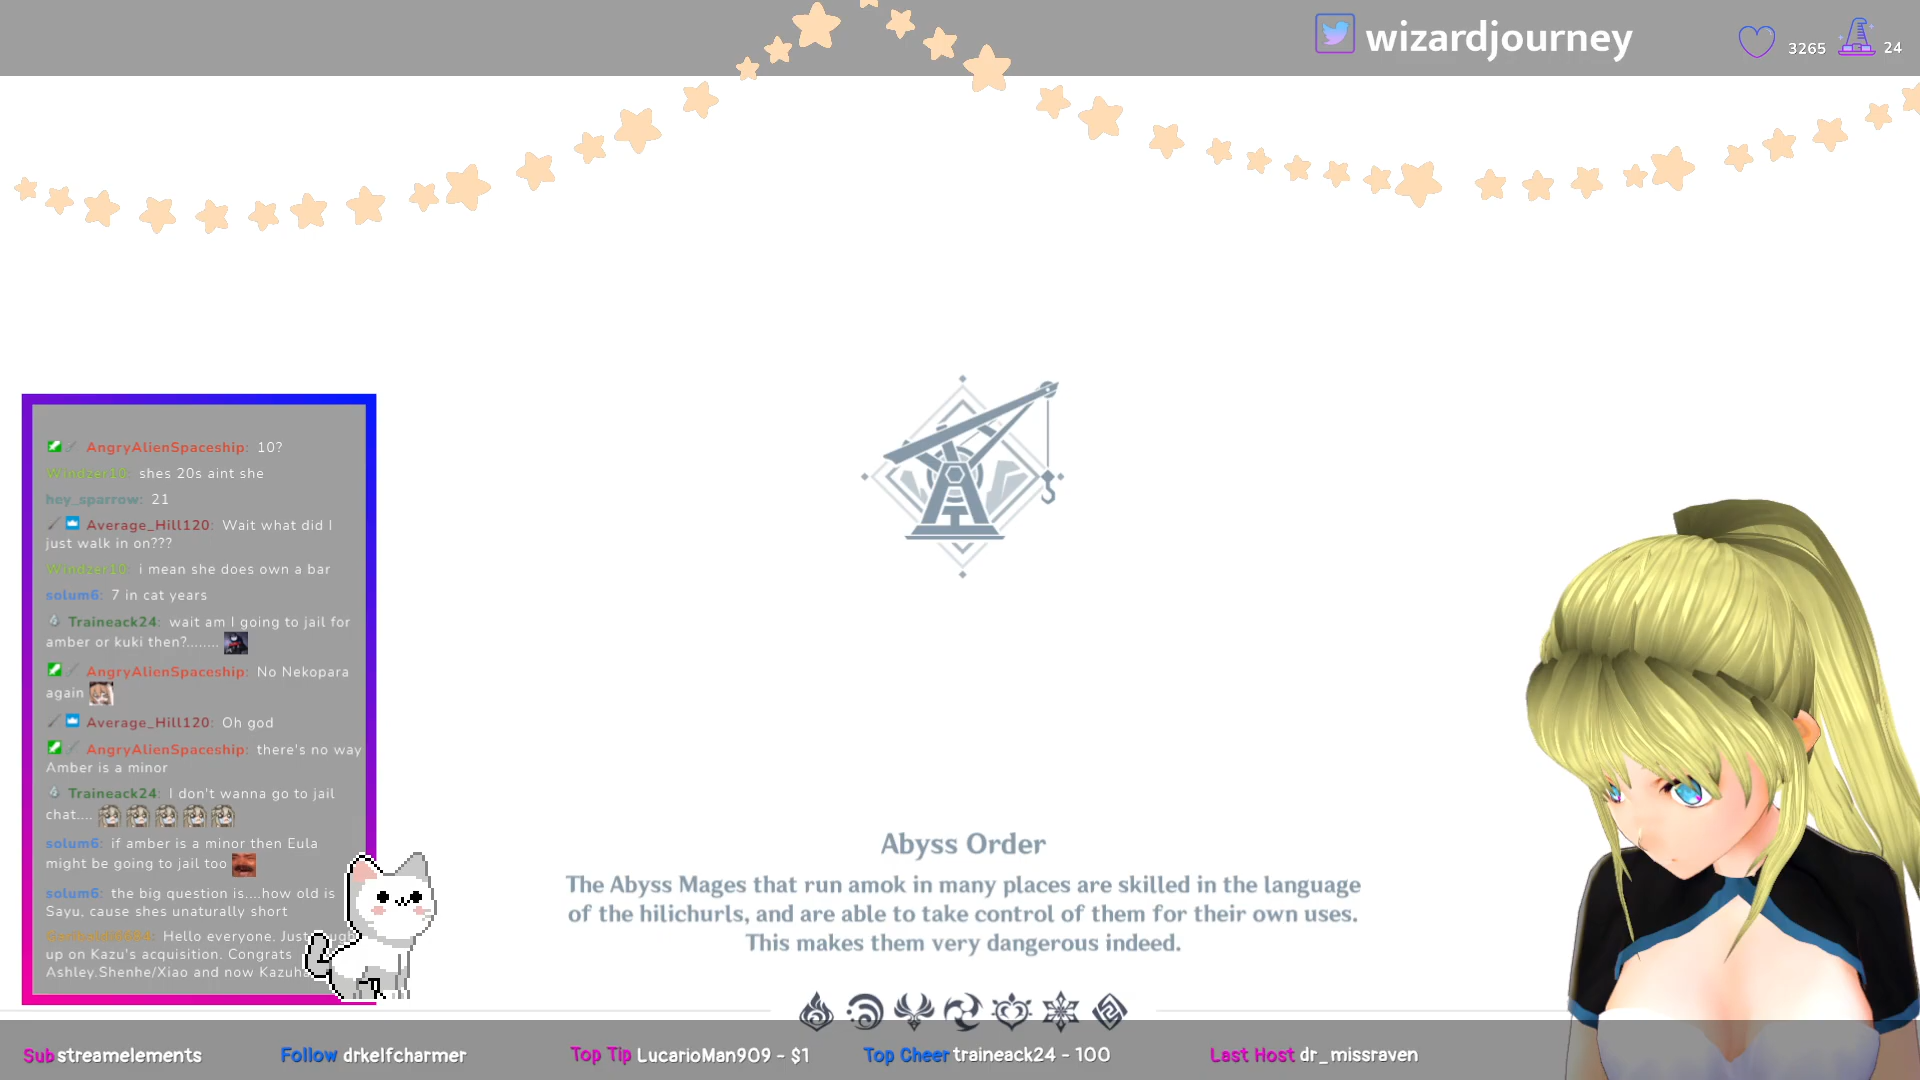 wizardjourney
3265
24
AngryAlienSpaceship: 10?
Windzer10: shes 20s aint she
hey_sparrow: 21
Average_Hill120: Wait what did I
just walk in on???
Windzer10: i mean she does own a bar
solum6: 7 in cat years
Traineack24: wait am I going to jail for
amber or kuki then?........
AngryAlienSpaceship: No Nekopara
again
Average_Hill120: Oh god
AngryAlienSpaceship: there's no way
Amber is a minor
Traineack24: I don't wanna go to jail
chat....
solum6: if amber is a minor then Eula
might be going to jail too
solum6: the big question is....how old is
Sayu, cause shes unaturally short
Hello everyone. Just
up on Kazu's acquisition. Congrats
Ashley.Shenhe/Xiao and now Kazuha
Abyss Order
The Abyss Mages that run amok in many places are skilled in the language
of the hilichurls, and are able to take control of them for their own uses.
This makes them very dangerous indeed.
Sub streamelements
Follow drkelfcharmer
Top Tip LucarioMan909 - $1
Top Cheer traineack24 - 100
Last Host dr_missraven